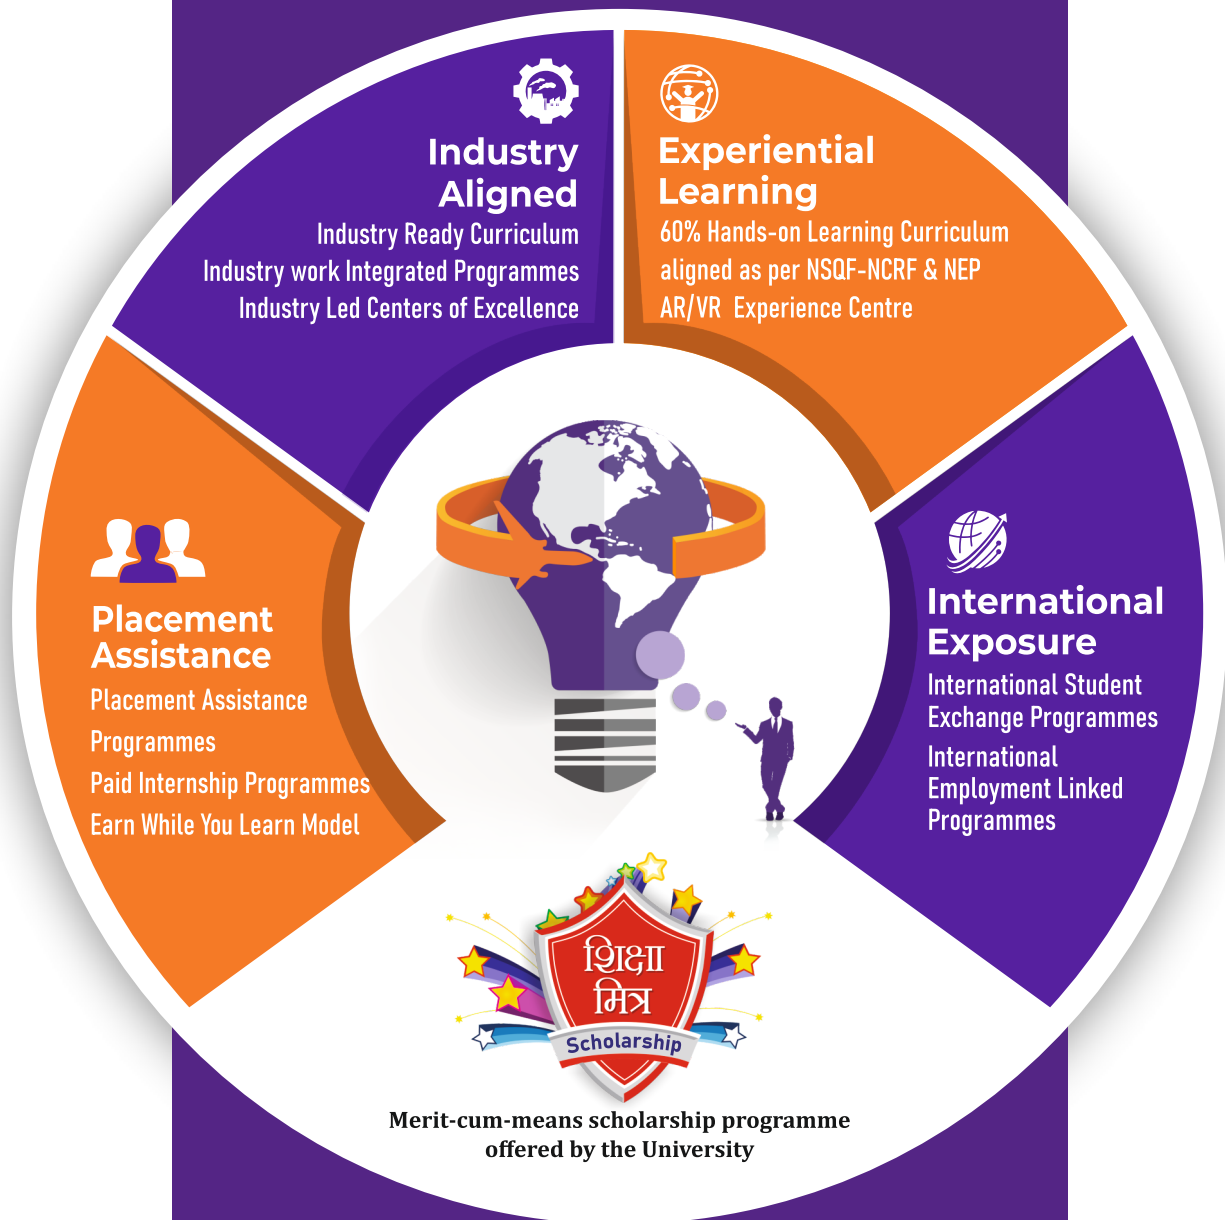 Industry
Aligned
Industry Ready Curriculum
Industry work Integrated Programmes
Industry Led Centers of Excellence
Experiential
Learning
60% Hands-on Learning Curriculum
aligned as per NSQF-NCRF & NEP
AR/VR Experience Centre
Placement
Assistance
Placement Assistance
Programmes
Paid Internship Programmes
Earn While You Learn Model
International
Exposure
International Student
Exchange Programmes
International
Employment Linked
Programmes
शिक्षा
मित्र
Scholarship
Merit-cum-means scholarship programme
offered by the University